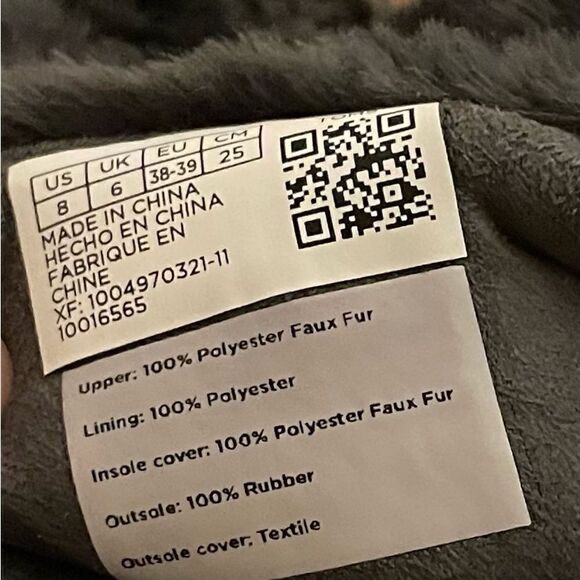 US UK EU CM
8 6 38-39 25
MADE IN CHINA
HECHO EN CHINA
FABRIQUE EN
CHINE
XF: 1004970321-11
10016565
Upper: 100% Polyester Faux Fur
Lining: 100% Polyester
Insole cover: 100% Polyester Faux Fur
Outsole: 100% Rubber
Outsole cover: Textile